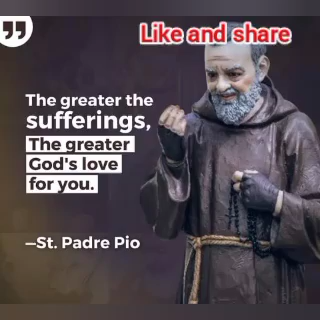 Like and share
The greater the
sufferings,
The greater
God's love
for you.
—St. Padre Pio